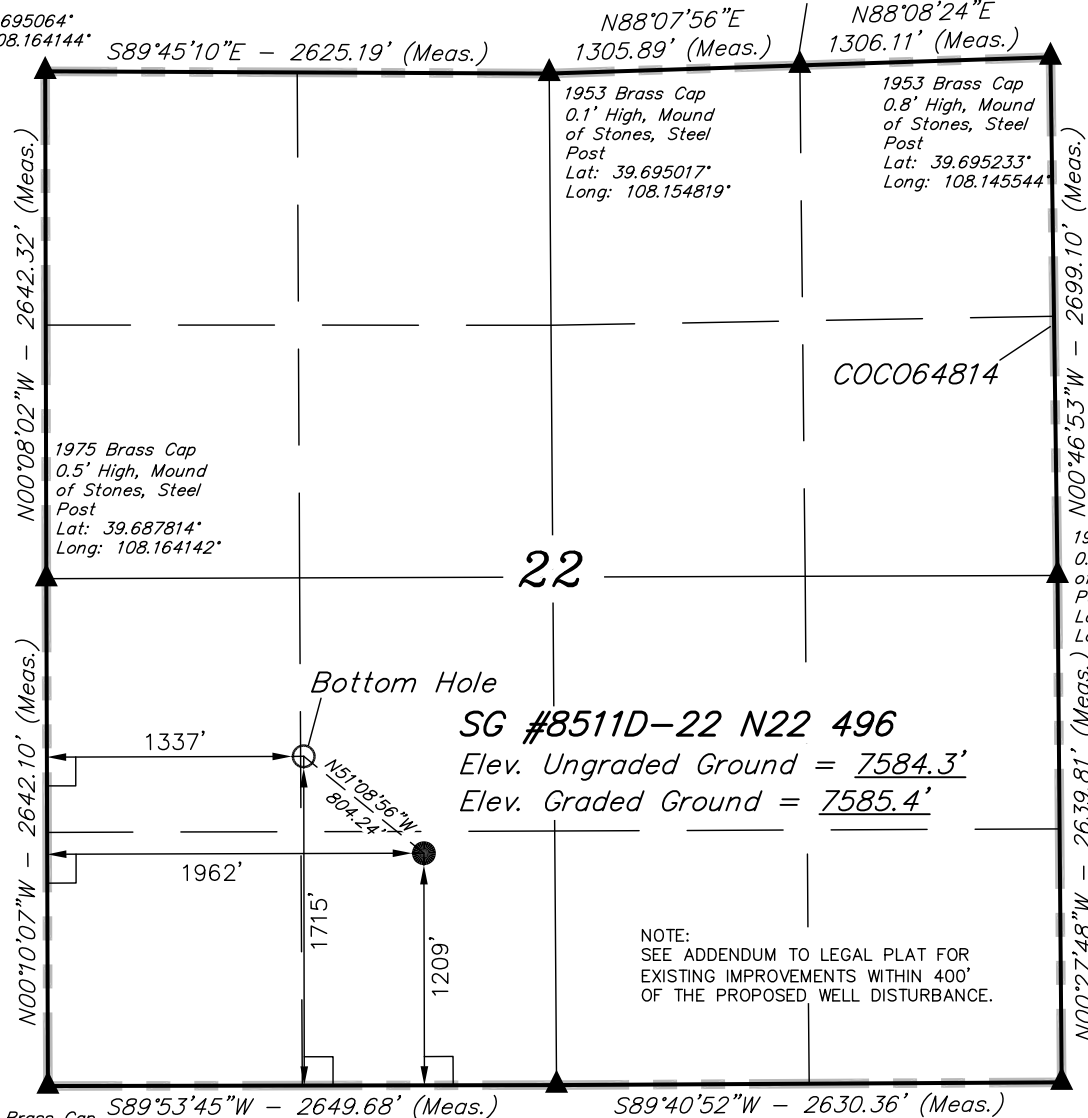 695064°
08.164144°
S89°45'10"E - 2625.19' (Meas.)
N88°07'56"E
1305.89' (Meas.)
N88°08'24"E
1306.11' (Meas.)
1953 Brass Cap
0.1' High, Mound
of Stones, Steel
Post
Lat: 39.695017°
Long: 108.154819°
1953 Brass Cap
0.8' High, Mound
of Stones, Steel
Post
Lat: 39.695233°
Long: 108.145544°
N00°08'02"W - 2642.32' (Meas.)
N00°46'53"W - 2699.10' (Meas.)
COCO64814
1975 Brass Cap
0.5' High, Mound
of Stones, Steel
Post
Lat: 39.687814°
Long: 108.164142°
22
Bottom Hole
SG #8511D-22 N22 496
Elev. Ungraded Ground = 7584.3'
Elev. Graded Ground = 7585.4'
1337'
N51°08'56"W
804.24'
1962'
1715'
1209'
N00°10'07"W - 2642.10' (Meas.)
N00°27'48"W - 2639.81' (Meas.)
NOTE:
SEE ADDENDUM TO LEGAL PLAT FOR
EXISTING IMPROVEMENTS WITHIN 400'
OF THE PROPOSED WELL DISTURBANCE.
Brass Cap
S89°53'45"W - 2649.68' (Meas.)
S89°40'52"W - 2630.36' (Meas.)